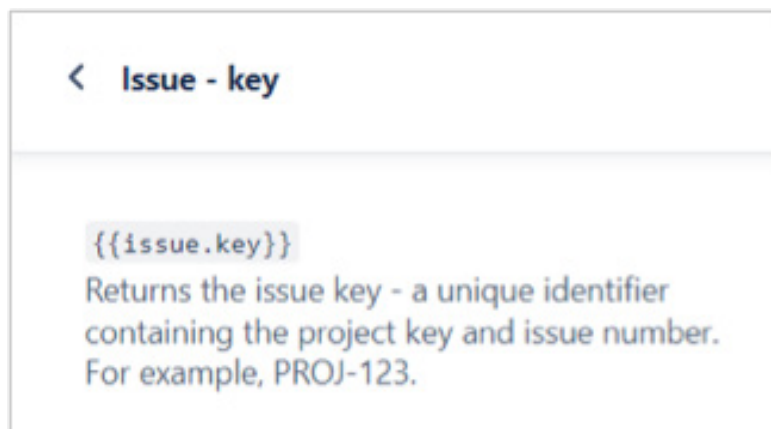 Issue - key
{{issue.key}}
Returns the issue key - a unique identifier
containing the project key and issue number.
For example, PROJ-123.